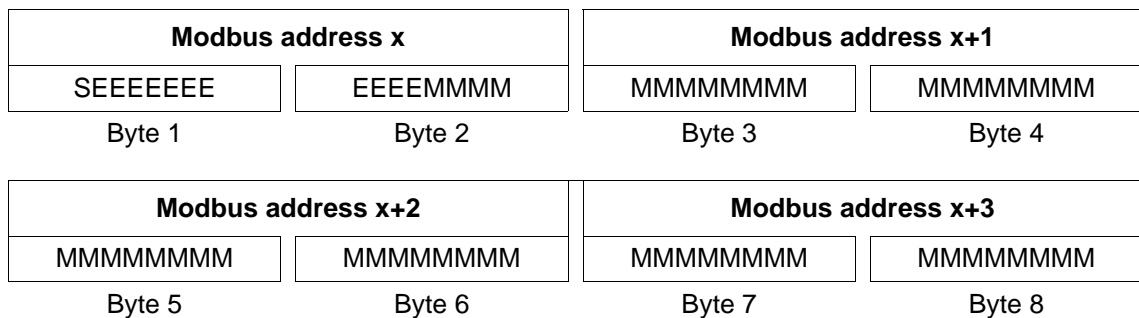 Modbus address x Modbus address x+1
SEEEEEEE EEEEMMMM MMMMMMMM MMMMMMMM
Byte 1 Byte 2 Byte 3 Byte 4
Modbus address x+2 Modbus address x+3
MMMMMMMM MMMMMMMM MMMMMMMM MMMMMMMM
Byte 5 Byte 6 Byte 7 Byte 8